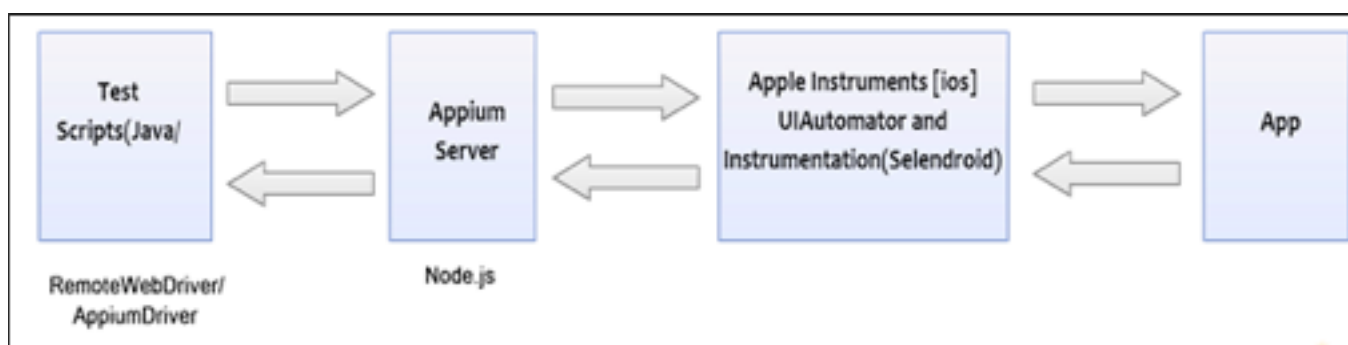 Test
Scripts(Java/
Appium
Server
Apple Instruments [ios]
UIAutomator and
Instrumentation(Selendroid)
App
RemoteWebDriver/
AppiumDriver
Node.js